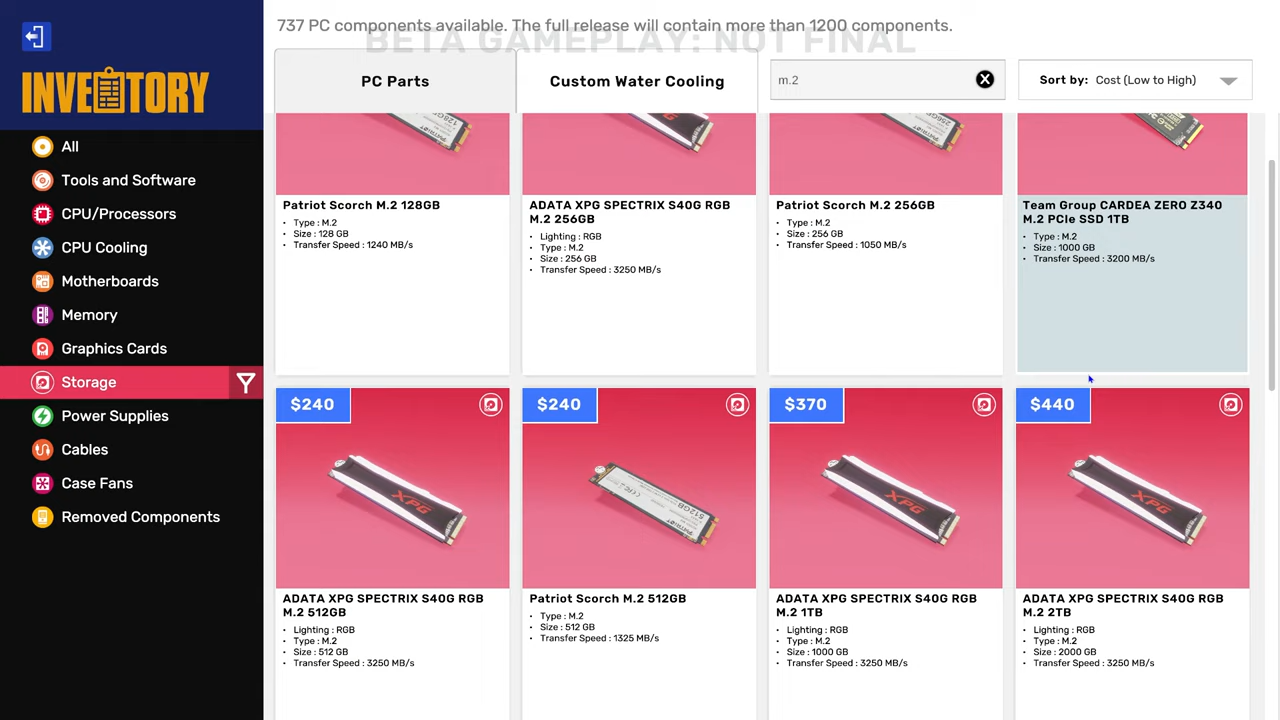 737 PC components available. The full release will contain more than 1200 components.
BETA GAMEPLAY: NOT FINAL
INVENTORY
PC Parts
Custom Water Cooling
m.2
Sort by: Cost (Low to High)
All
Tools and Software
CPU/Processors
CPU Cooling
Motherboards
Memory
Graphics Cards
Storage
Power Supplies
Cables
Case Fans
Removed Components
128GB
PATRIOT
256GB
PATRIOT
Patriot Scorch M.2 128GB
• Type : M.2
• Size : 128 GB
• Transfer Speed : 1240 MB/s
ADATA XPG SPECTRIX S40G RGB
M.2 256GB
• Lighting : RGB
• Type : M.2
• Size : 256 GB
• Transfer Speed : 3250 MB/s
Patriot Scorch M.2 256GB
• Type : M.2
• Size : 256 GB
• Transfer Speed : 1050 MB/s
Team Group CARDEA ZERO Z340
M.2 PCIe SSD 1TB
• Type : M.2
• Size : 1000 GB
• Transfer Speed : 3200 MB/s
$240
XPG
ADATA XPG SPECTRIX S40G RGB
M.2 512GB
• Lighting : RGB
• Type : M.2
• Size : 512 GB
• Transfer Speed : 3250 MB/s
$240
512GB
PATRIOT
Patriot Scorch M.2 512GB
• Type : M.2
• Size : 512 GB
• Transfer Speed : 1325 MB/s
$370
XPG
ADATA XPG SPECTRIX S40G RGB
M.2 1TB
• Lighting : RGB
• Type : M.2
• Size : 1000 GB
• Transfer Speed : 3250 MB/s
$440
XPG
ADATA XPG SPECTRIX S40G RGB
M.2 2TB
• Lighting : RGB
• Type : M.2
• Size : 2000 GB
• Transfer Speed : 3250 MB/s